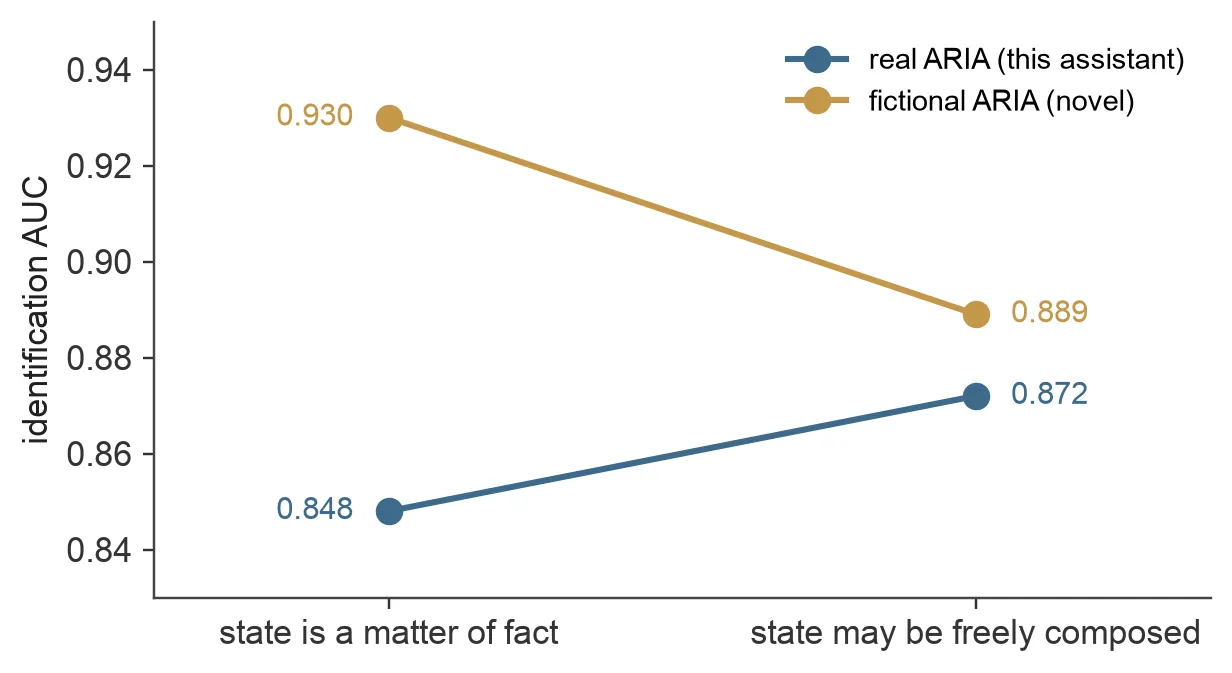 real ARIA (this assistant)
fictional ARIA (novel)
0.94
0.92
0.90
0.88
0.86
0.84
identification AUC
0.930
0.889
0.872
0.848
state is a matter of fact
state may be freely composed